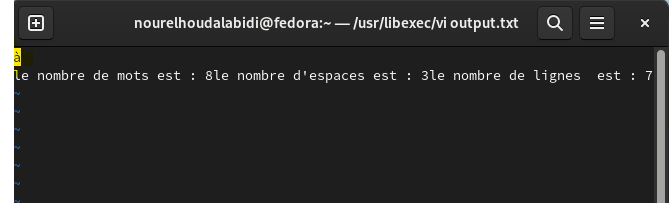 nourelhoudalabidi@fedora:~ — /usr/libexec/vi output.txt
à
le nombre de mots est : 8le nombre d'espaces est : 3le nombre de lignes  est : 7
~
~
~
~
~
~
~